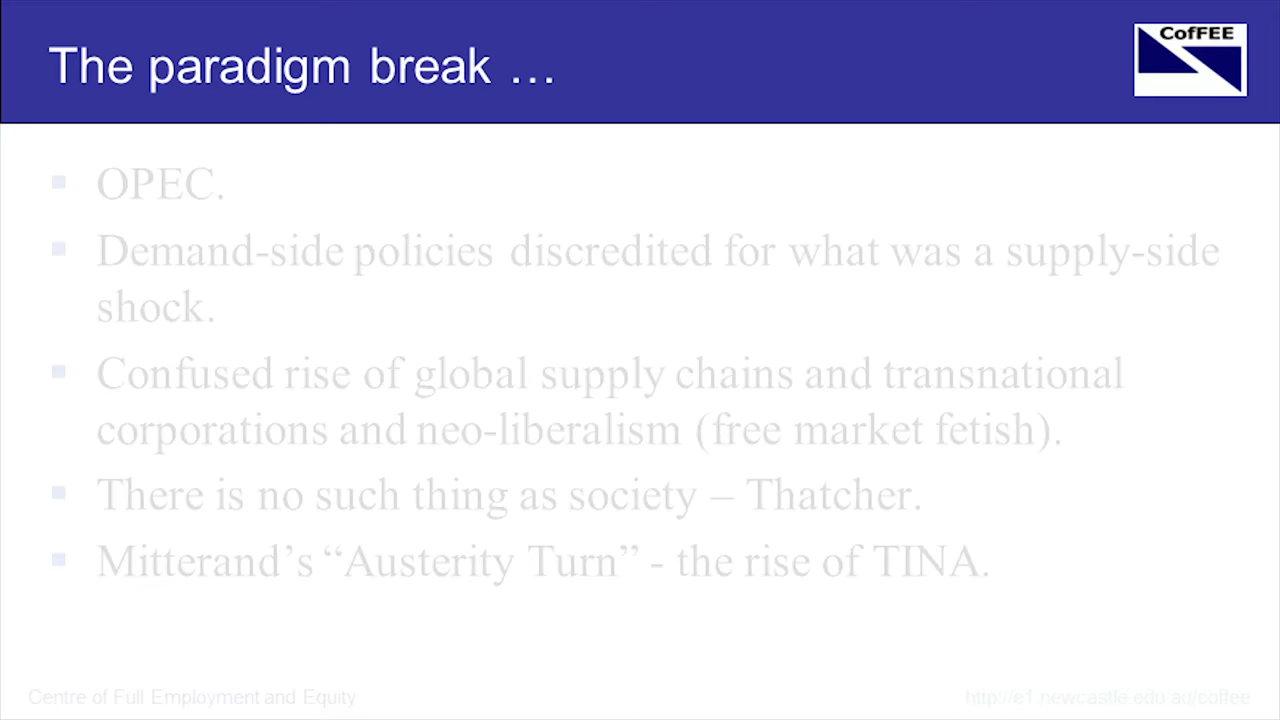 The paradigm break …
CofFEE
▪ OPEC.
▪ Demand-side policies discredited for what was a supply-side
shock.
▪ Confused rise of global supply chains and transnational
corporations and neo-liberalism (free market fetish).
▪ There is no such thing as society – Thatcher.
▪ Mitterand’s “Austerity Turn” - the rise of TINA.
Centre of Full Employment and Equity
http://e1.newcastle.edu.au/coffee